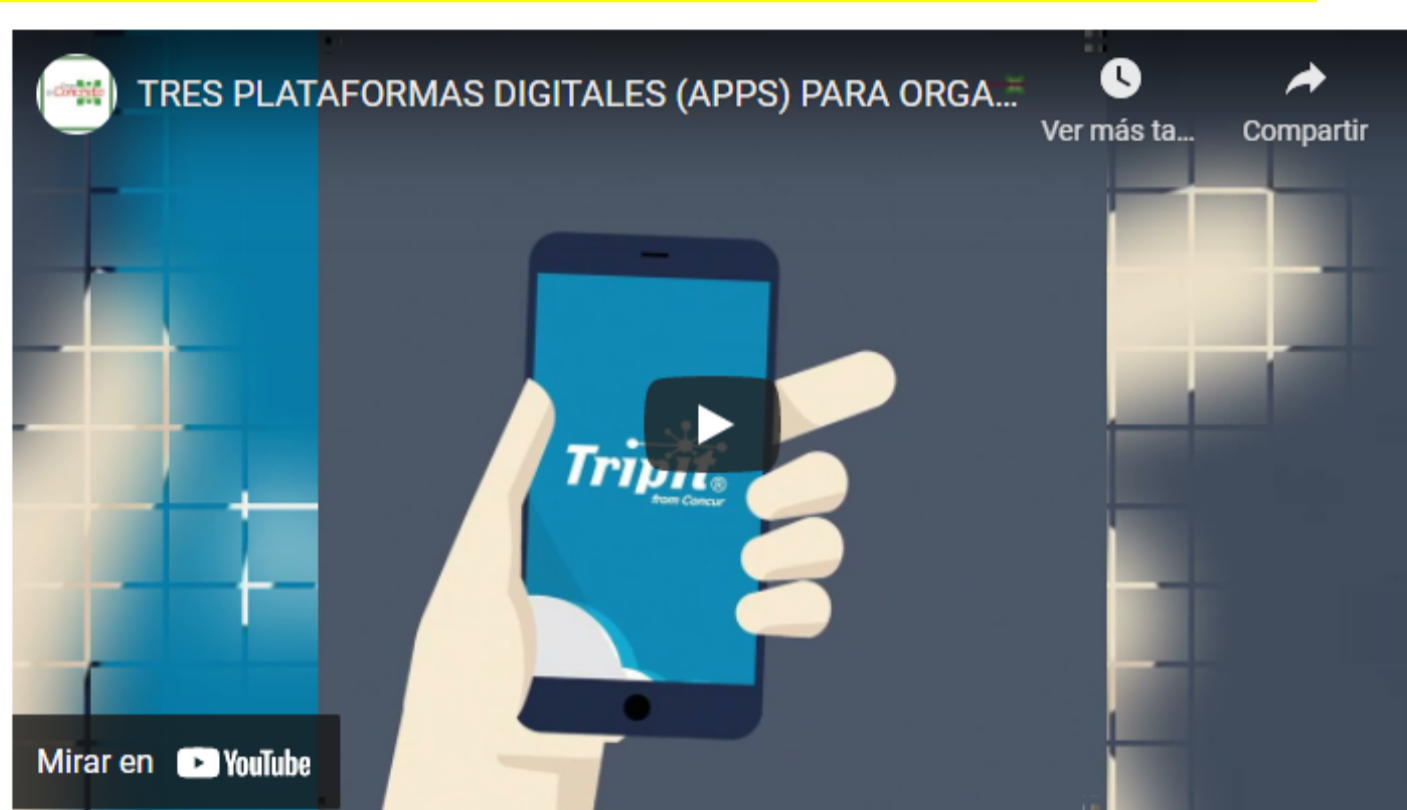 TRES PLATAFORMAS DIGITALES (APPS) PARA ORGA...
Ver más ta...
Compartir
TripIt®
from Concur
Mirar en YouTube